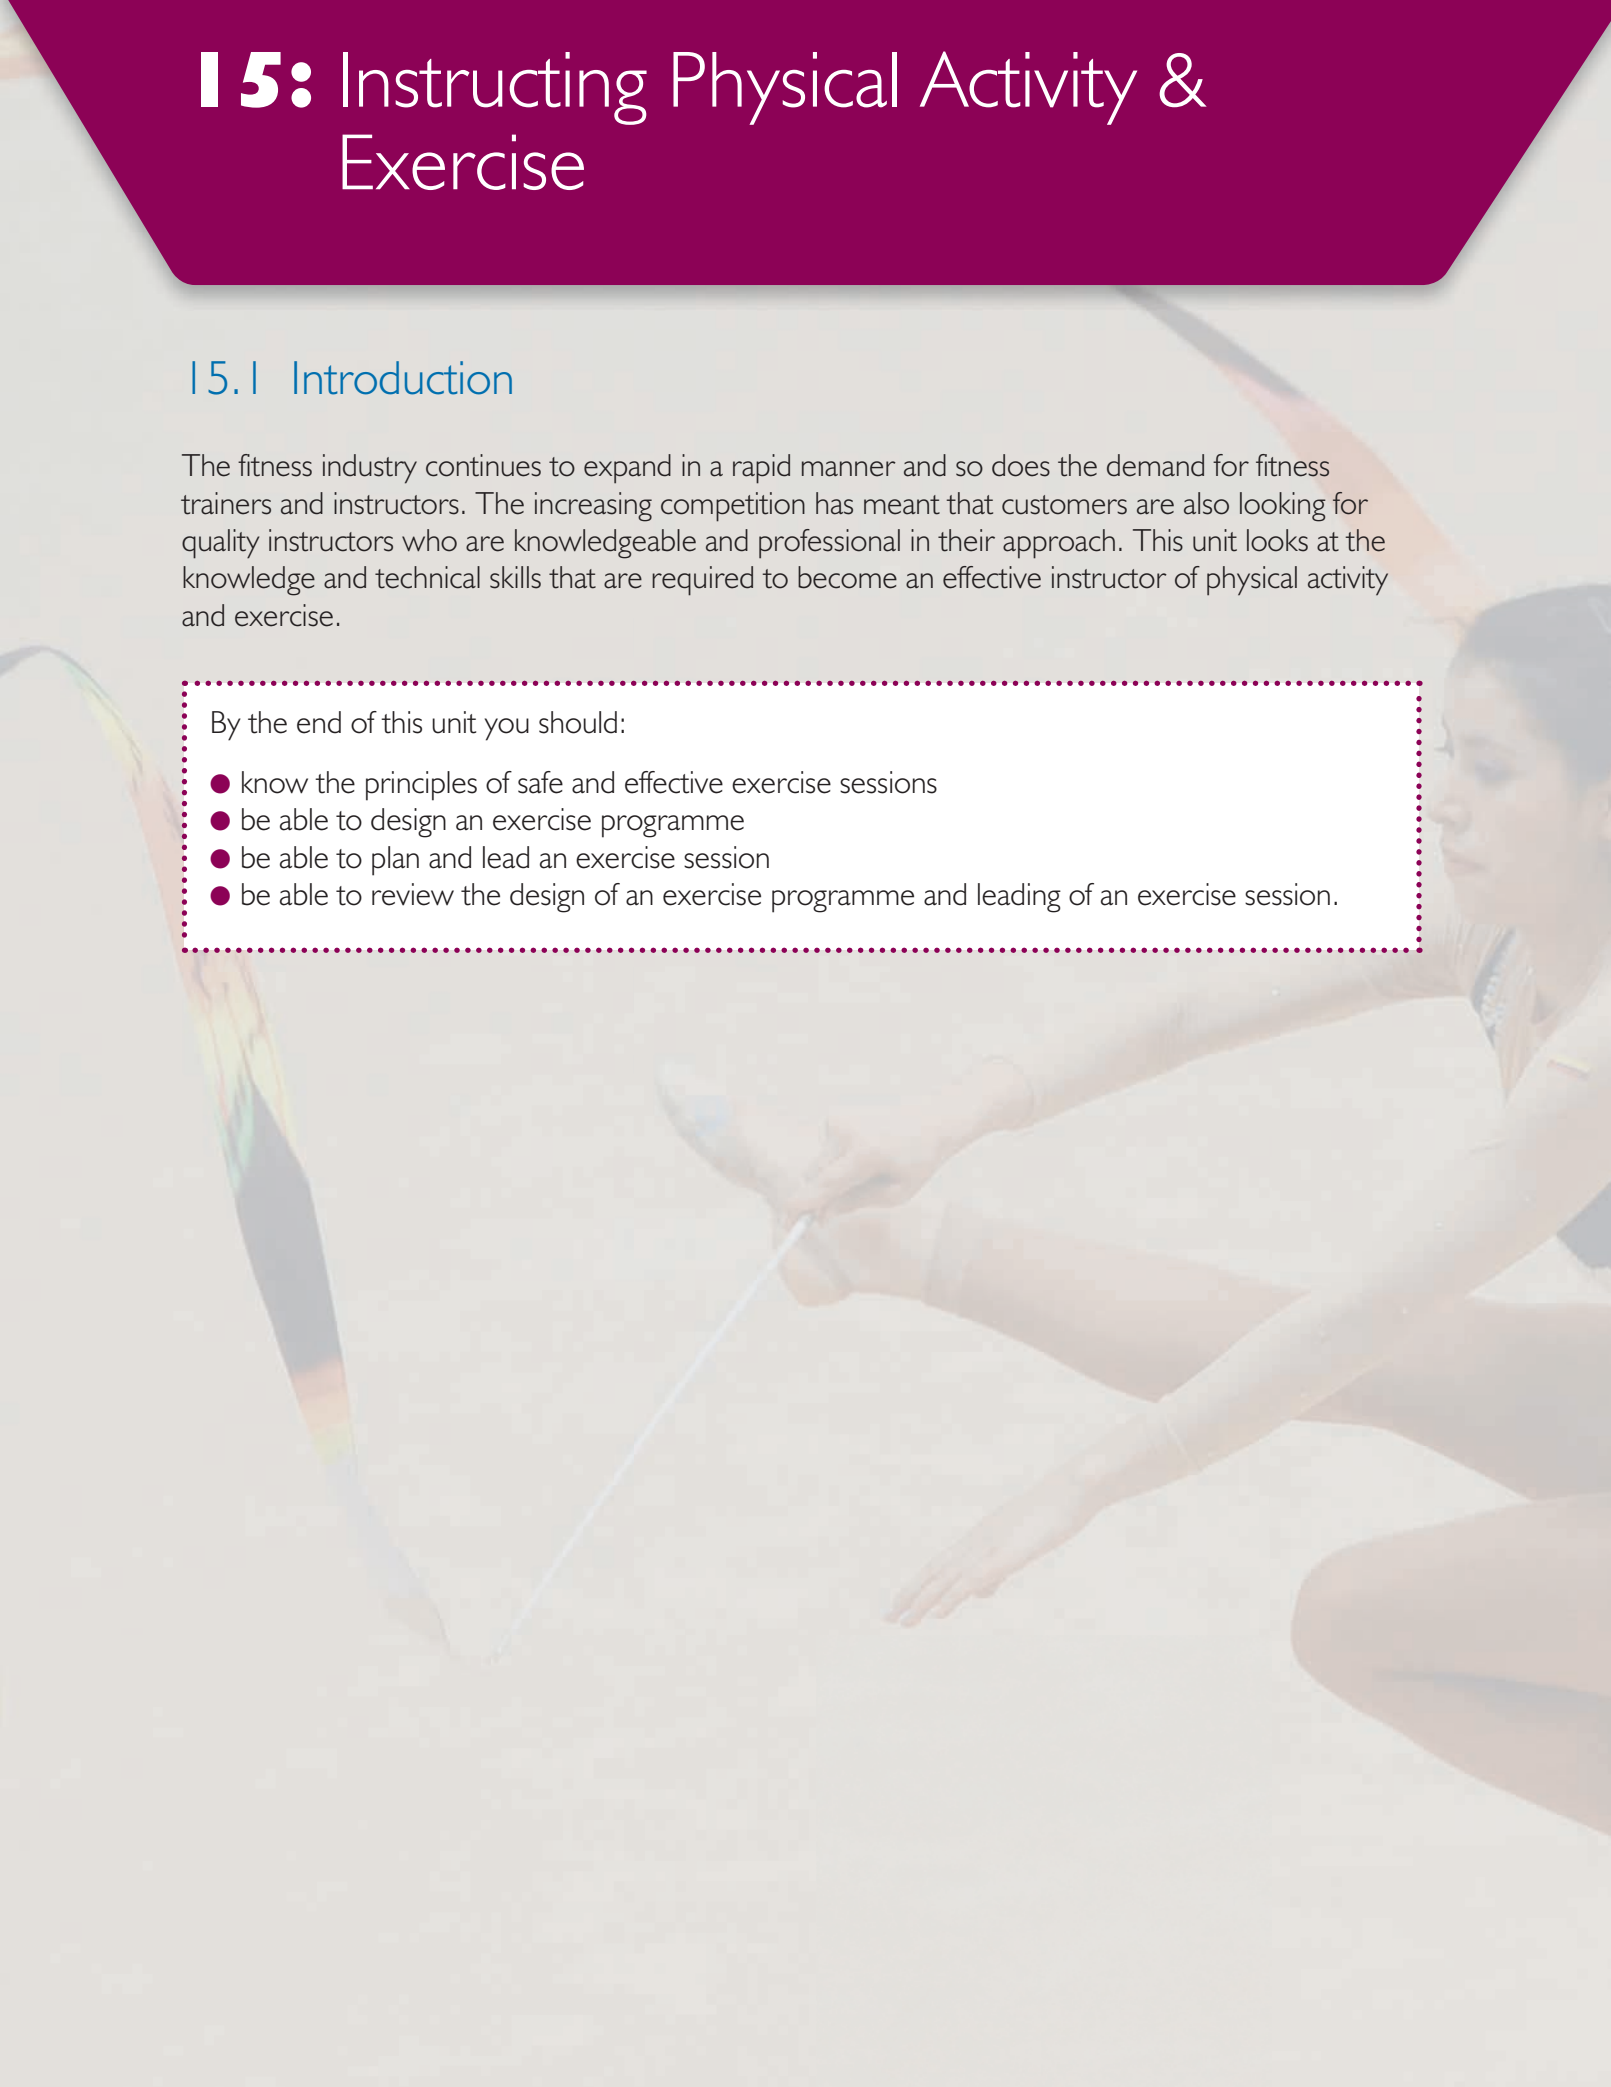 15: Instructing Physical Activity &
Exercise
15.1 Introduction
The fitness industry continues to expand in a rapid manner and so does the demand for fitness
trainers and instructors. The increasing competition has meant that customers are also looking for
quality instructors who are knowledgeable and professional in their approach. This unit looks at the
knowledge and technical skills that are required to become an effective instructor of physical activity
and exercise.
By the end of this unit you should:
● know the principles of safe and effective exercise sessions
● be able to design an exercise programme
● be able to plan and lead an exercise session
● be able to review the design of an exercise programme and leading of an exercise session.